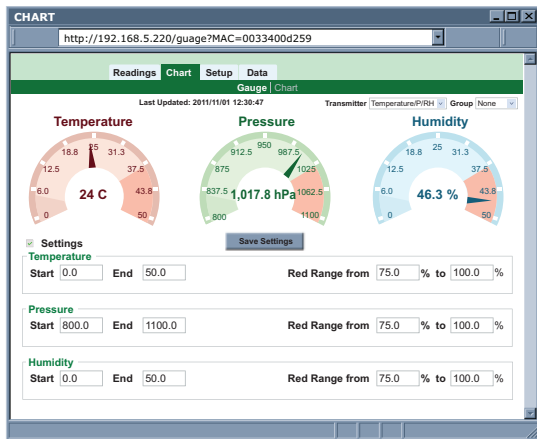 CHART
http://192.168.5.220/guage?MAC=0033400d259
Readings Chart Setup Data
Gauge | Chart
Last Updated: 2011/11/01 12:30:47 Transmitter Temperature/P/RH Group None
Temperature Pressure Humidity
0 6.0 12.5 18.8 25 31.3 37.5 43.8 50
24 C
800 837.5 875 912.5 950 987.5 1025 1062.5 1100
1,017.8 hPa
0 6.0 12.5 18.8 25 31.3 37.5 43.8 50
46.3 %
Settings Save Settings
Temperature
Start 0.0 End 50.0 Red Range from 75.0 % to 100.0 %
Pressure
Start 800.0 End 1100.0 Red Range from 75.0 % to 100.0 %
Humidity
Start 0.0 End 50.0 Red Range from 75.0 % to 100.0 %